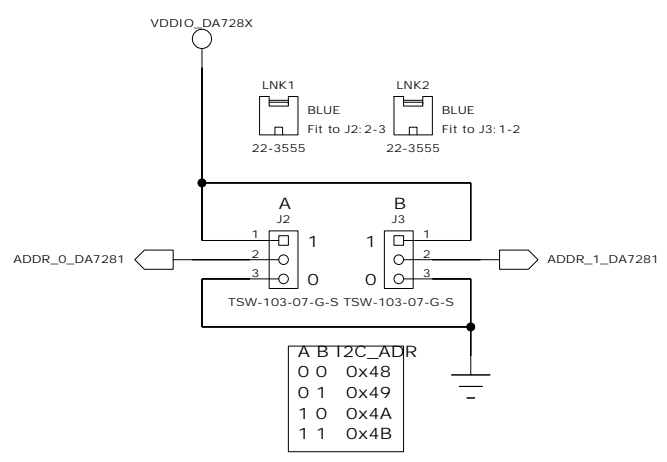 VDDIO_DA728X
LNK1
LNK2
BLUE
BLUE
Fit to J2:2-3
Fit to J3:1-2
22-3555
22-3555
A
B
J2
J3
1
1
1
1
ADDR_0_DA7281
2
2
ADDR_1_DA7281
3
0
0
3
TSW-103-07-G-S
TSW-103-07-G-S
A B I2C_ADR
0 0 0x48
0 1 0x49
1 0 0x4A
1 1 0x4B